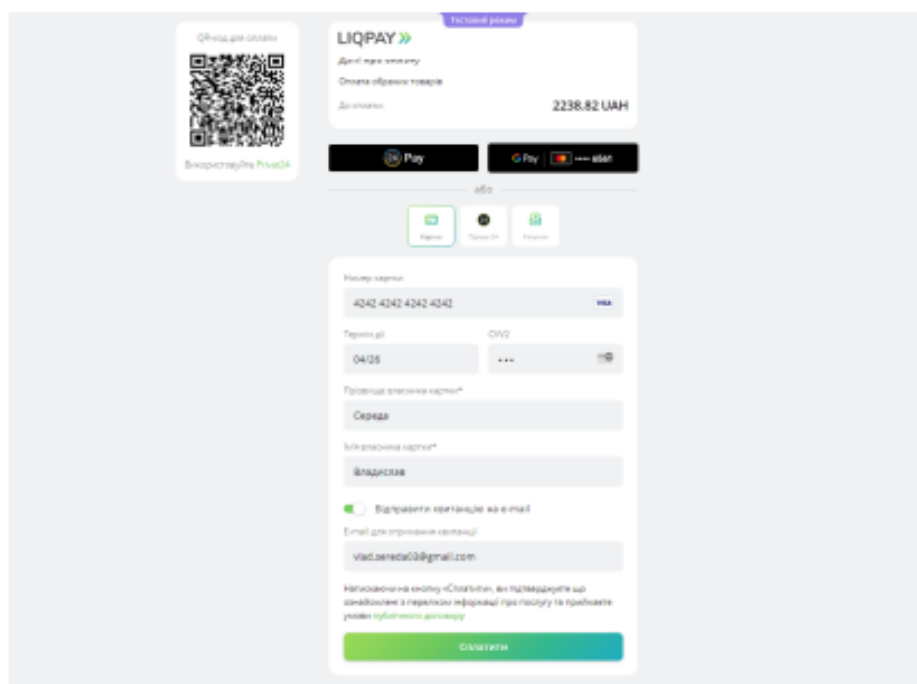 QR-код для оплати
Використовуйте Privat24
Тестовий режим
LIQPAY
Дані про оплату
Оплата обраних товарів
До сплати:
2238.82 UAH
Pay
G Pay
або
Картка
Приват24
Номер картки
4242 4242 4242 4242
VISA
Термін дії
CVV2
04/26
Прізвище власника картки*
Середа
Ім'я власника картки*
Владислав
Відправити квитанцію на e-mail
E-mail для отримання квитанції
vlad.sereda03@gmail.com
Натискаючи на кнопку «Сплатити», ви підтверджуєте що
ознайомлені з переліком інформації про послугу та приймаєте
умови публічного договору
Сплатити